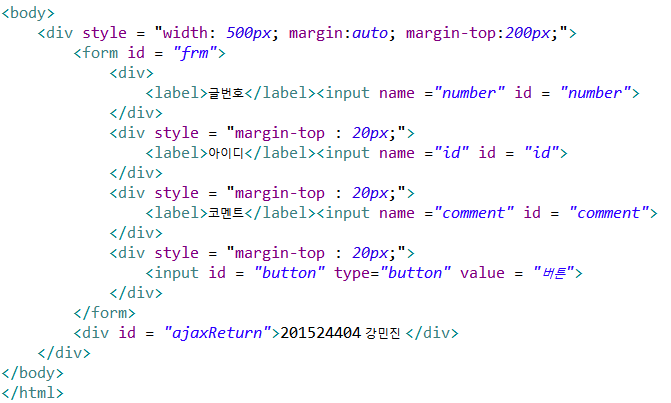 <body>
<div style = "width: 500px; margin:auto; margin-top:200px;">
<form id = "frm">
<div>
<label>글번호</label><input name ="number" id = "number">
</div>
<div style = "margin-top : 20px;">
<label>아이디</label><input name ="id" id = "id">
</div>
<div style = "margin-top : 20px;">
<label>코멘트</label><input name ="comment" id = "comment">
</div>
<div style = "margin-top : 20px;">
<input id = "button" type="button" value = "버튼">
</div>
</form>
<div id = "ajaxReturn">201524404 강민진 </div>
</div>
</body>
</html>